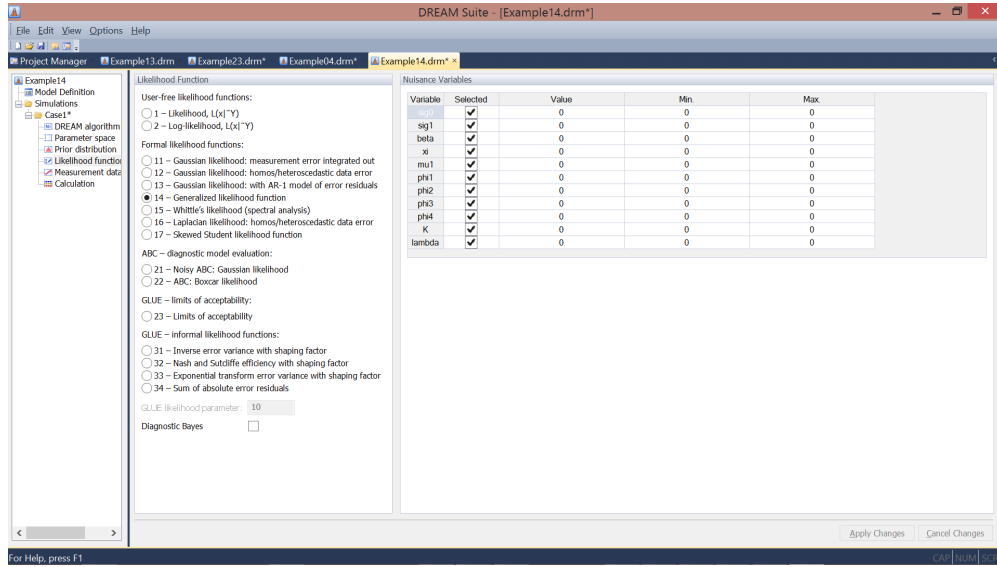 DREAM Suite - [Example14.drm*]
File Edit View Options Help
Project Manager Example13.drm Example23.drm* Example04.drm* Example14.drm* ×
Example14
Model Definition
Simulations
Case1*
DREAM algorithm
Parameter space
Prior distribution
Likelihood function
Measurement data
Calculation
Likelihood Function
User-free likelihood functions:
1 – Likelihood, L(x|~Y)
2 – Log-likelihood, L(x|~Y)
Formal likelihood functions:
11 – Gaussian likelihood: measurement error integrated out
12 – Gaussian likelihood: homos/heteroscedastic data error
13 – Gaussian likelihood: with AR-1 model of error residuals
14 – Generalized likelihood function
15 – Whittle's likelihood (spectral analysis)
16 – Laplacian likelihood: homos/heteroscedastic data error
17 – Skewed Student likelihood function
ABC – diagnostic model evaluation:
21 – Noisy ABC: Gaussian likelihood
22 – ABC: Boxcar likelihood
GLUE – limits of acceptability:
23 – Limits of acceptability
GLUE – informal likelihood functions:
31 – Inverse error variance with shaping factor
32 – Nash and Sutcliffe efficiency with shaping factor
33 – Exponential transform error variance with shaping factor
34 – Sum of absolute error residuals
GLUE likelihood parameter: 10
Diagnostic Bayes
Nuisance Variables
Variable Selected Value Min. Max.
sig0 0 0 0
sig1 0 0 0
beta 0 0 0
xi 0 0 0
mu1 0 0 0
phi1 0 0 0
phi2 0 0 0
phi3 0 0 0
phi4 0 0 0
K 0 0 0
lambda 0 0 0
Apply Changes Cancel Changes
For Help, press F1
CAP NUM SCR